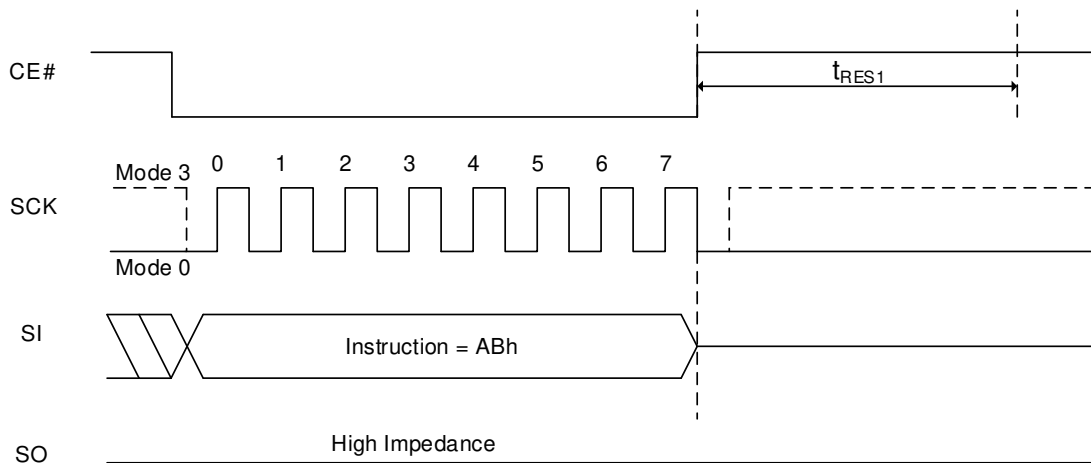 CE#
tRES1
Mode 3
0 1 2 3 4 5 6 7
SCK
Mode 0
SI
Instruction = ABh
High Impedance
SO